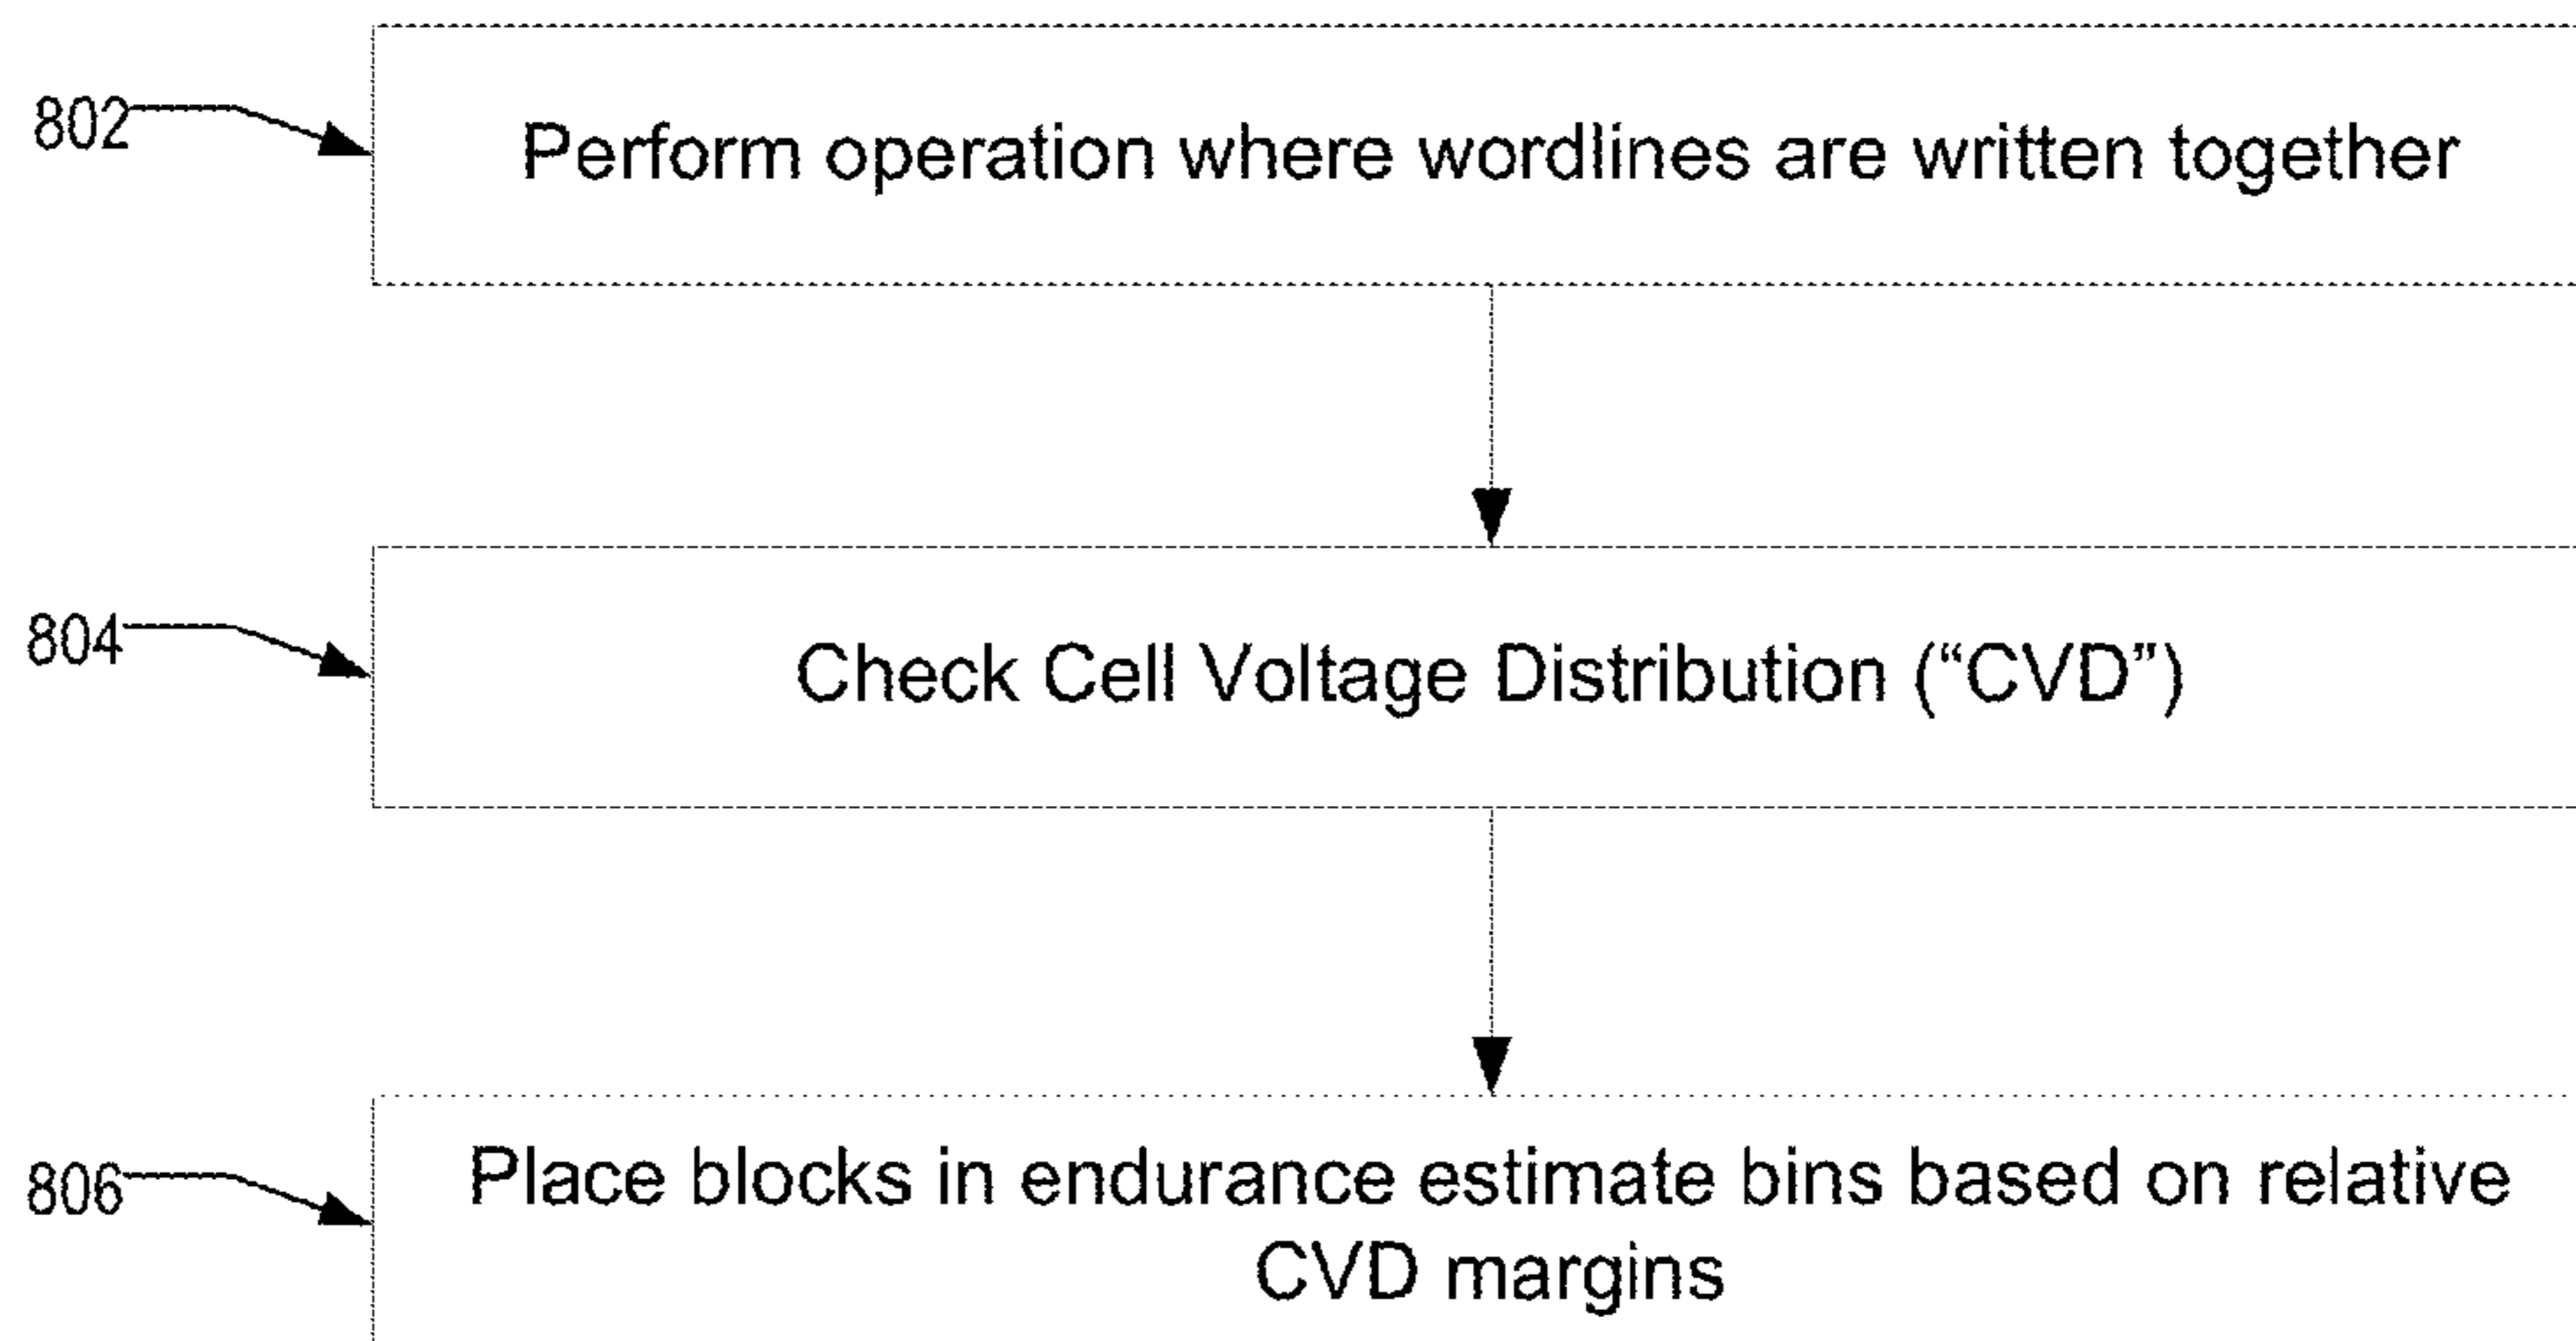 802
Perform operation where wordlines are written together
804
Check Cell Voltage Distribution (“CVD”)
806
Place blocks in endurance estimate bins based on relative
CVD margins